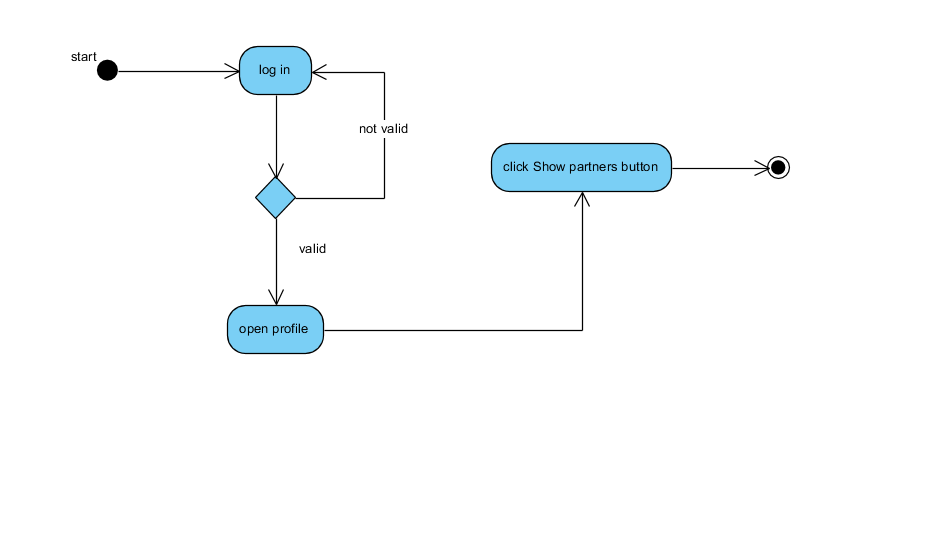 start
log in
not valid
click Show partners button
valid
open profile